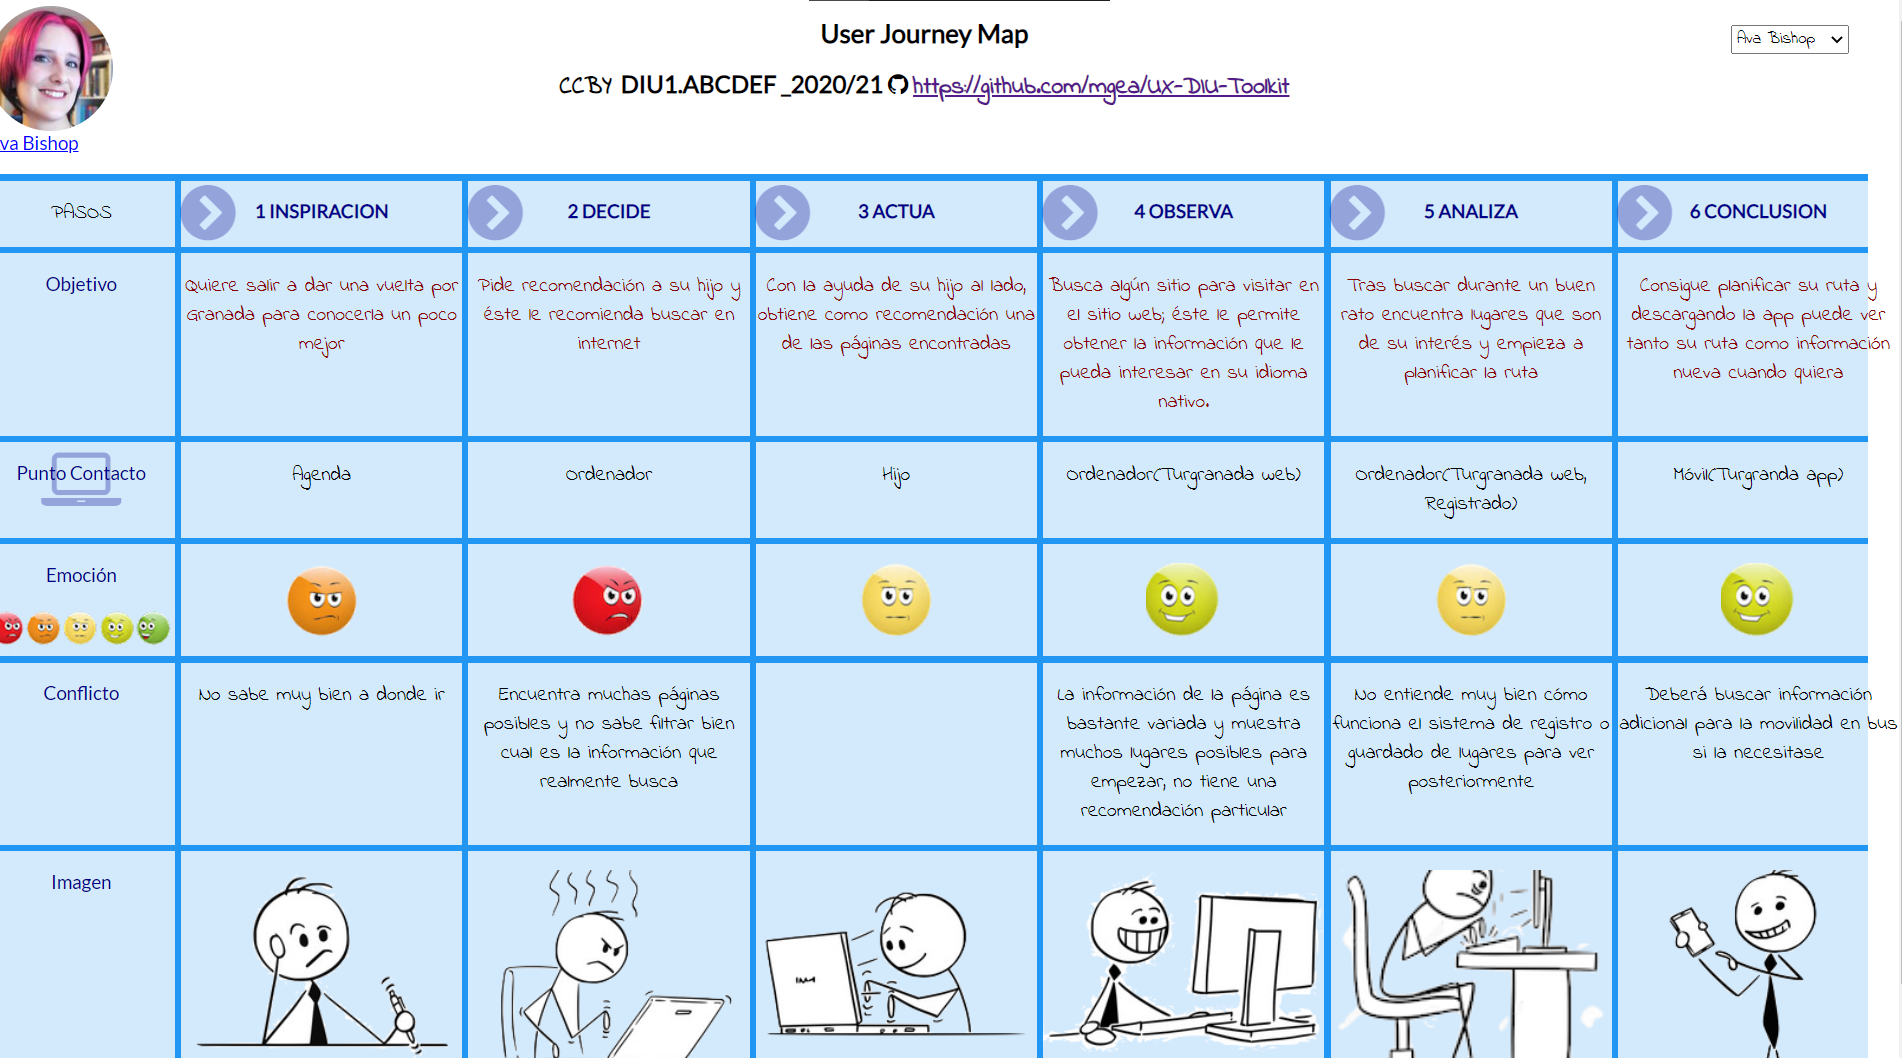 User Journey Map
Ava Bishop
CCBY DIU1.ABCDEF _2020/21 https://github.com/mgea/UX-DIU-Toolkit
va Bishop
PASOS
1 INSPIRACION
2 DECIDE
3 ACTUA
4 OBSERVA
5 ANALIZA
6 CONCLUSION
Objetivo
Quiere salir a dar una vuelta por
Granada para conocerla un poco
mejor
Pide recomendación a su hijo y
éste le recomienda buscar en
internet
Con la ayuda de su hijo al lado,
obtiene como recomendación una
de las páginas encontradas
Busca algún sitio para visitar en
el sitio web; éste le permite
obtener la información que le
pueda interesar en su idioma
nativo.
Tras buscar durante un buen
rato encuentra lugares que son
de su interés y empieza a
planificar la ruta
Consigue planificar su ruta y
descargando la app puede ver
tanto su ruta como información
nueva cuando quiera
Punto Contacto
Agenda
Ordenador
Hijo
Ordenador(Turgranada web)
Ordenador(Turgranada web,
Registrado)
Móvil(Turgranda app)
Emoción
Conflicto
No sabe muy bien a donde ir
Encuentra muchas páginas
posibles y no sabe filtrar bien
cual es la información que
realmente busca
La información de la página es
bastante variada y muestra
muchos lugares posibles para
empezar, no tiene una
recomendación particular
No entiende muy bien cómo
funciona el sistema de registro o
guardado de lugares para ver
posteriormente
Deberá buscar información
adicional para la movilidad en bus
si la necesitase
Imagen